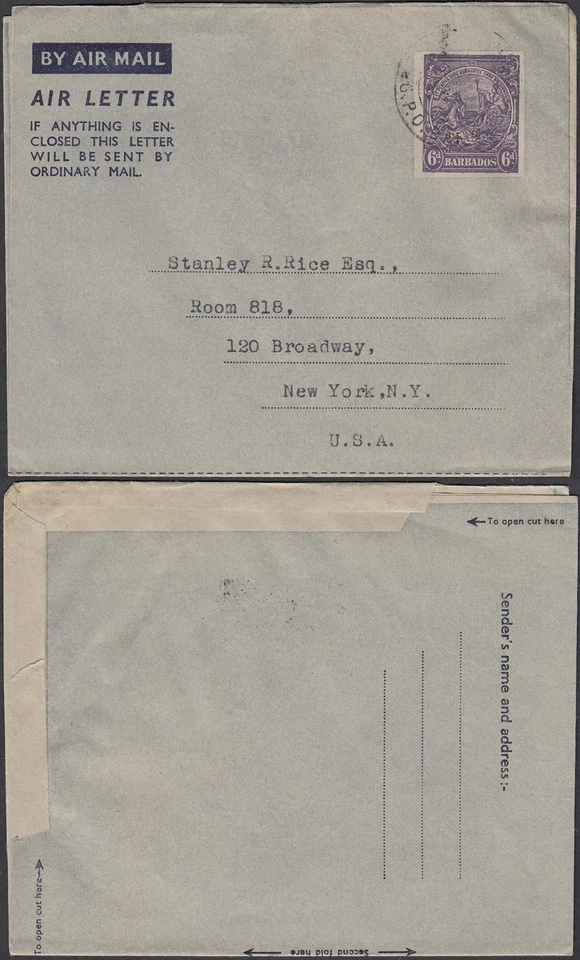 BY AIR MAIL
AIR LETTER
IF ANYTHING IS EN-
CLOSED THIS LETTER
WILL BE SENT BY
ORDINARY MAIL.
G.P.O.
6d BARBADOS 6d
Stanley R.Rice Esq.,
Room 818,
120 Broadway,
New York,N.Y.
U.S.A.
To open cut here
Sender's name and address:-
To open cut here
Second fold here